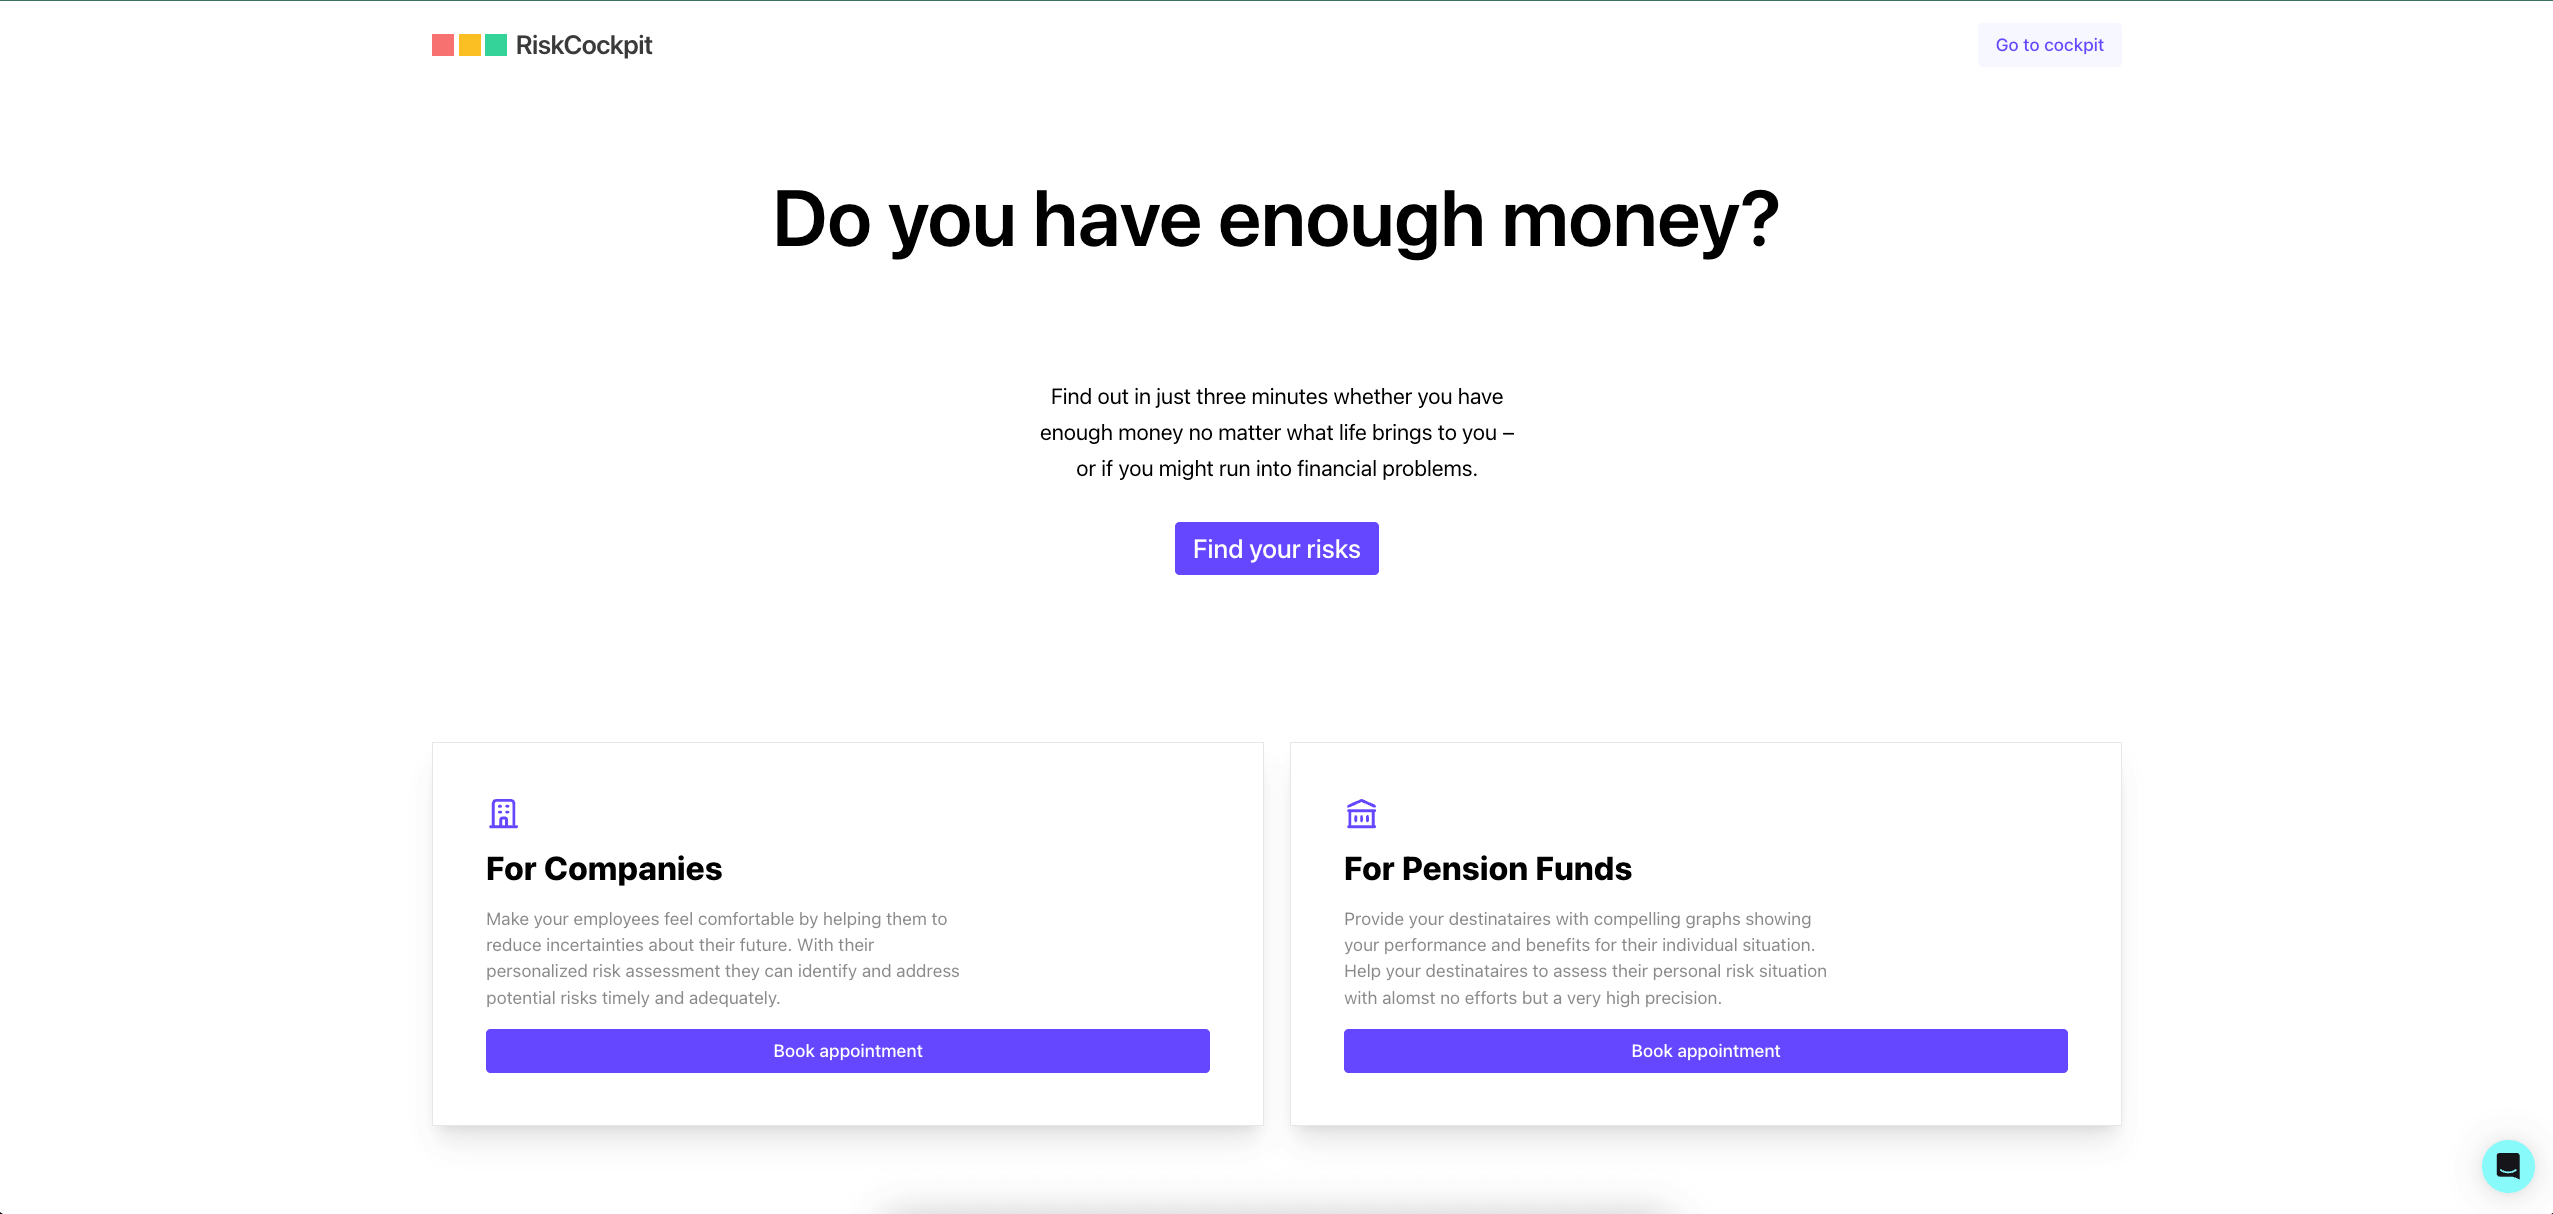 RiskCockpit
Go to cockpit
Do you have enough money?
Find out in just three minutes whether you have
enough money no matter what life brings to you –
or if you might run into financial problems.
Find your risks
For Companies
Make your employees feel comfortable by helping them to
reduce incertainties about their future. With their
personalized risk assessment they can identify and address
potential risks timely and adequately.
Book appointment
For Pension Funds
Provide your destinataires with compelling graphs showing
your performance and benefits for their individual situation.
Help your destinataires to assess their personal risk situation
with alomst no efforts but a very high precision.
Book appointment